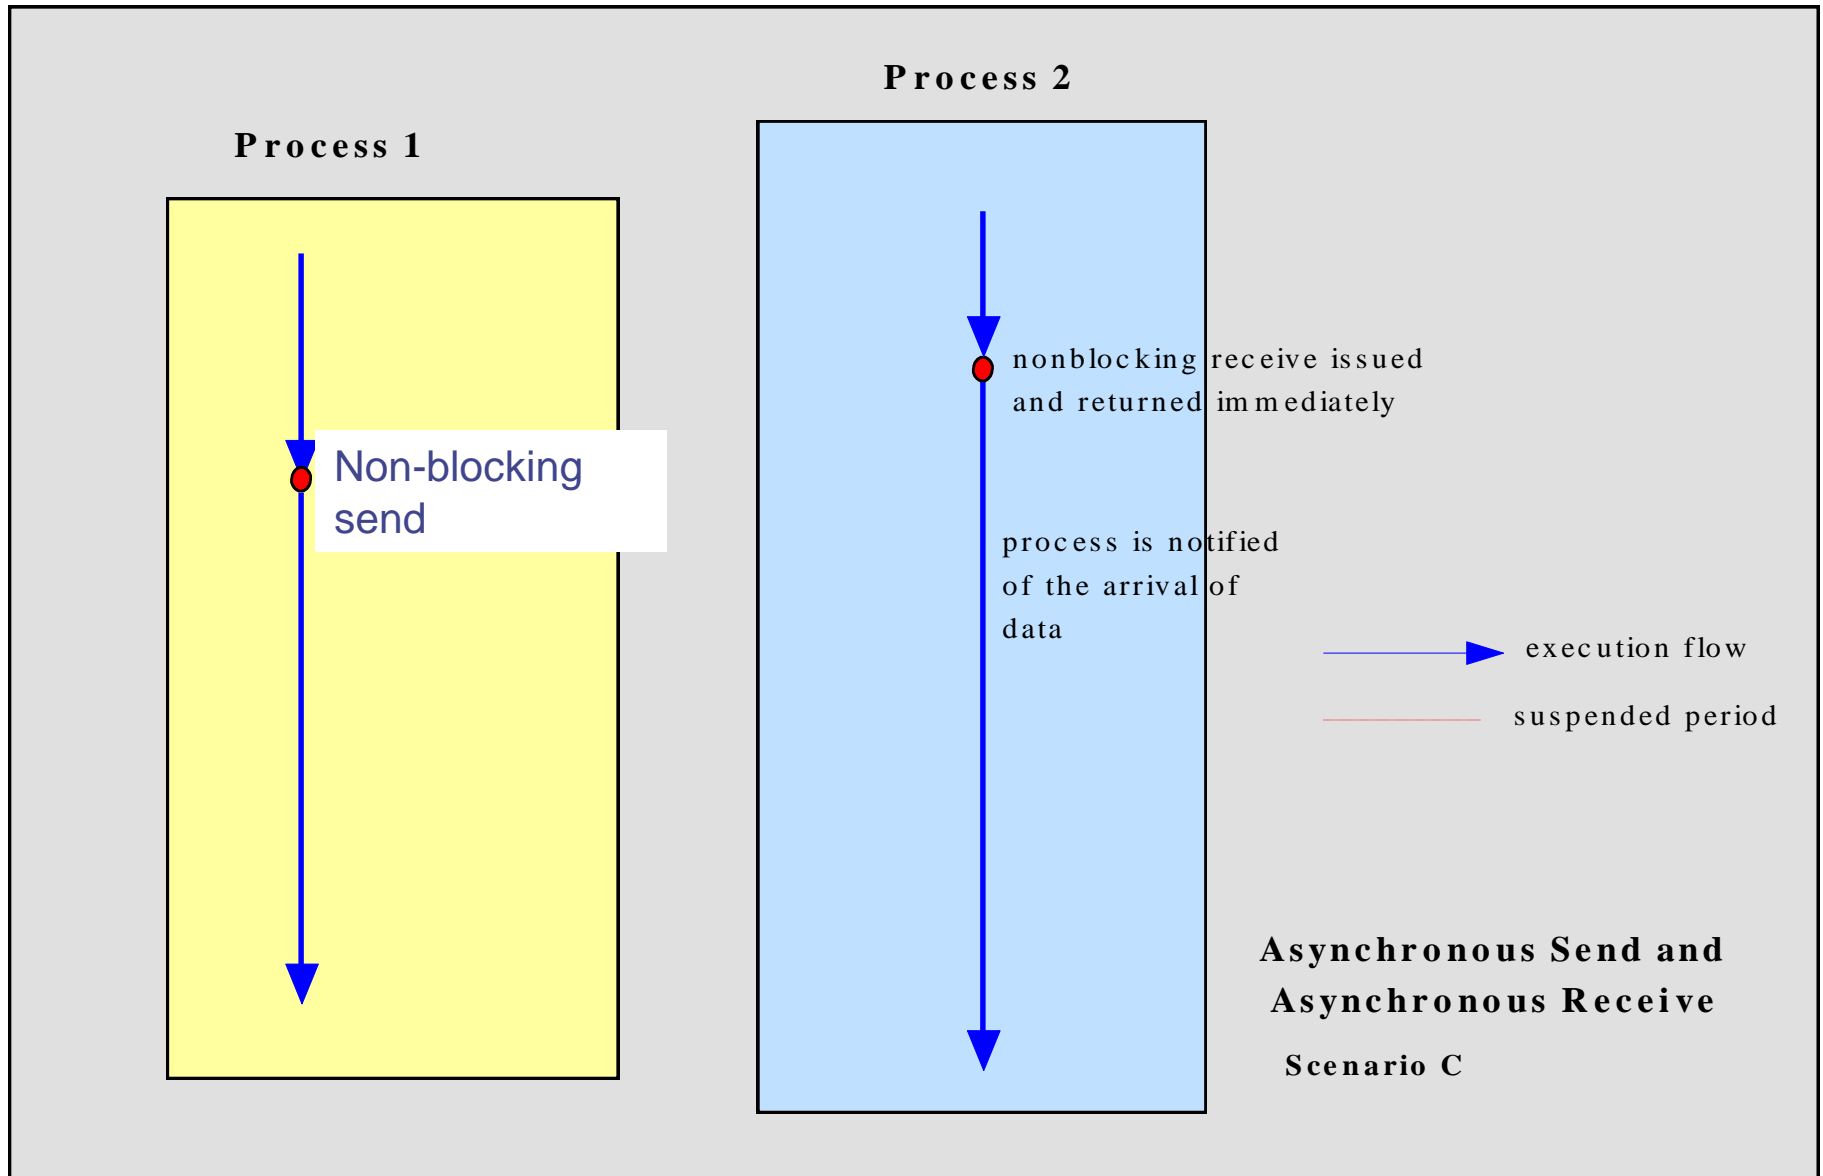 Process 2
Process 1
nonblocking receive issued
and returned immediately
Non-blocking
send
process is notified
of the arrival of
data
execution flow
suspended period
Asynchronous Send and
Asynchronous Receive
Scenario C